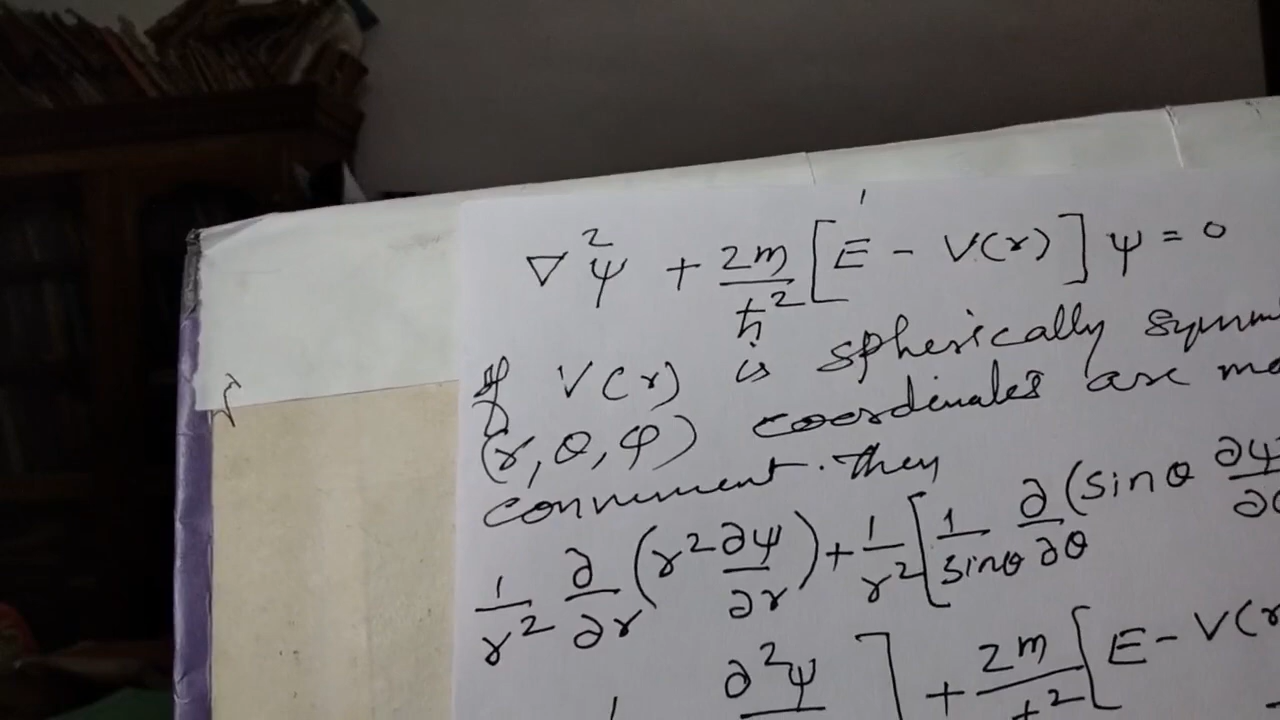 ∇²ψ + 2m/ħ² [E - V(r)] ψ = 0
If V(r) is spherically
(r, θ, φ) coordinates are
convenient. Then
1/r² ∂/∂r (r² ∂ψ/∂r) + 1/r² [1/sinθ ∂/∂θ (sinθ ∂ψ
∂²ψ ] + 2m/ħ² [E - V(r